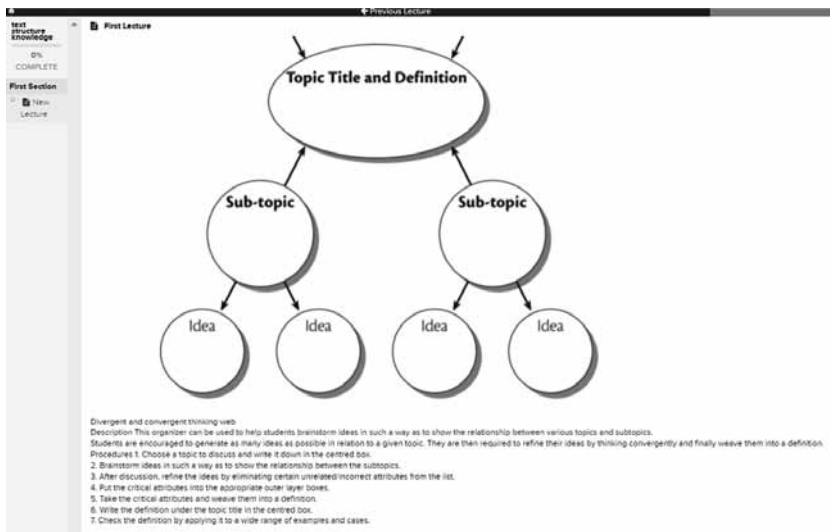 Previous Lecture
text
structure
knowledge
0%
COMPLETE
First Section
New
Lecture
First Lecture
Topic Title and Definition
Sub-topic
Sub-topic
Idea
Idea
Idea
Idea
Divergent and convergent thinking web
Description This organizer can be used to help students brainstorm ideas in such a way as to show the relationship between various topics and subtopics.
Students are encouraged to generate as many ideas as possible in relation to a given topic. They are then required to refine their ideas by thinking convergently and finally weave them into a definition.
Procedures 1. Choose a topic to discuss and write it down in the centred box.
2. Brainstorm ideas in such a way as to show the relationship between the subtopics.
3. After discussion, refine the ideas by eliminating certain unrelated/incorrect attributes from the list.
4. Put the critical attributes into the appropriate outer layer boxes.
5. Take the critical attributes and weave them into a definition.
6. Write the definition under the topic title in the centred box.
7. Check the definition by applying it to a wide range of examples and cases.